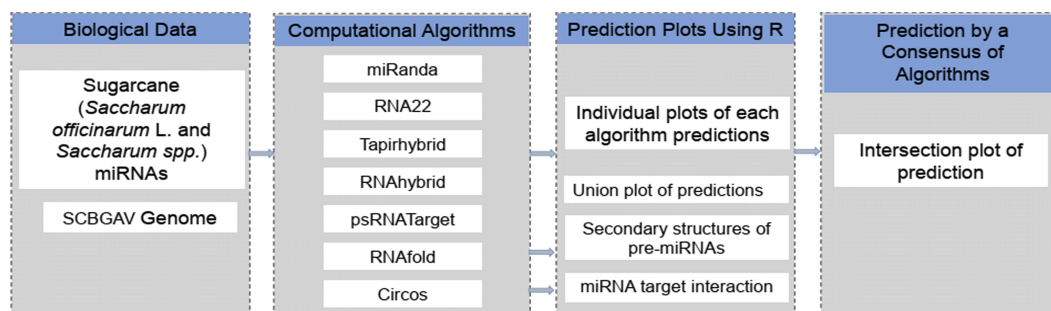 Biological Data
Sugarcane
(Saccharum
officinarum L. and
Saccharum spp.)
miRNAs
SCBGAV Genome
Computational Algorithms
miRanda
RNA22
Tapirhybrid
RNAhybrid
psRNATarget
RNAfold
Circos
Prediction Plots Using R
Individual plots of each
algorithm predictions
Union plot of predictions
Secondary structures of
pre-miRNAs
miRNA target interaction
Prediction by a
Consensus of
Algorithms
Intersection plot of
prediction